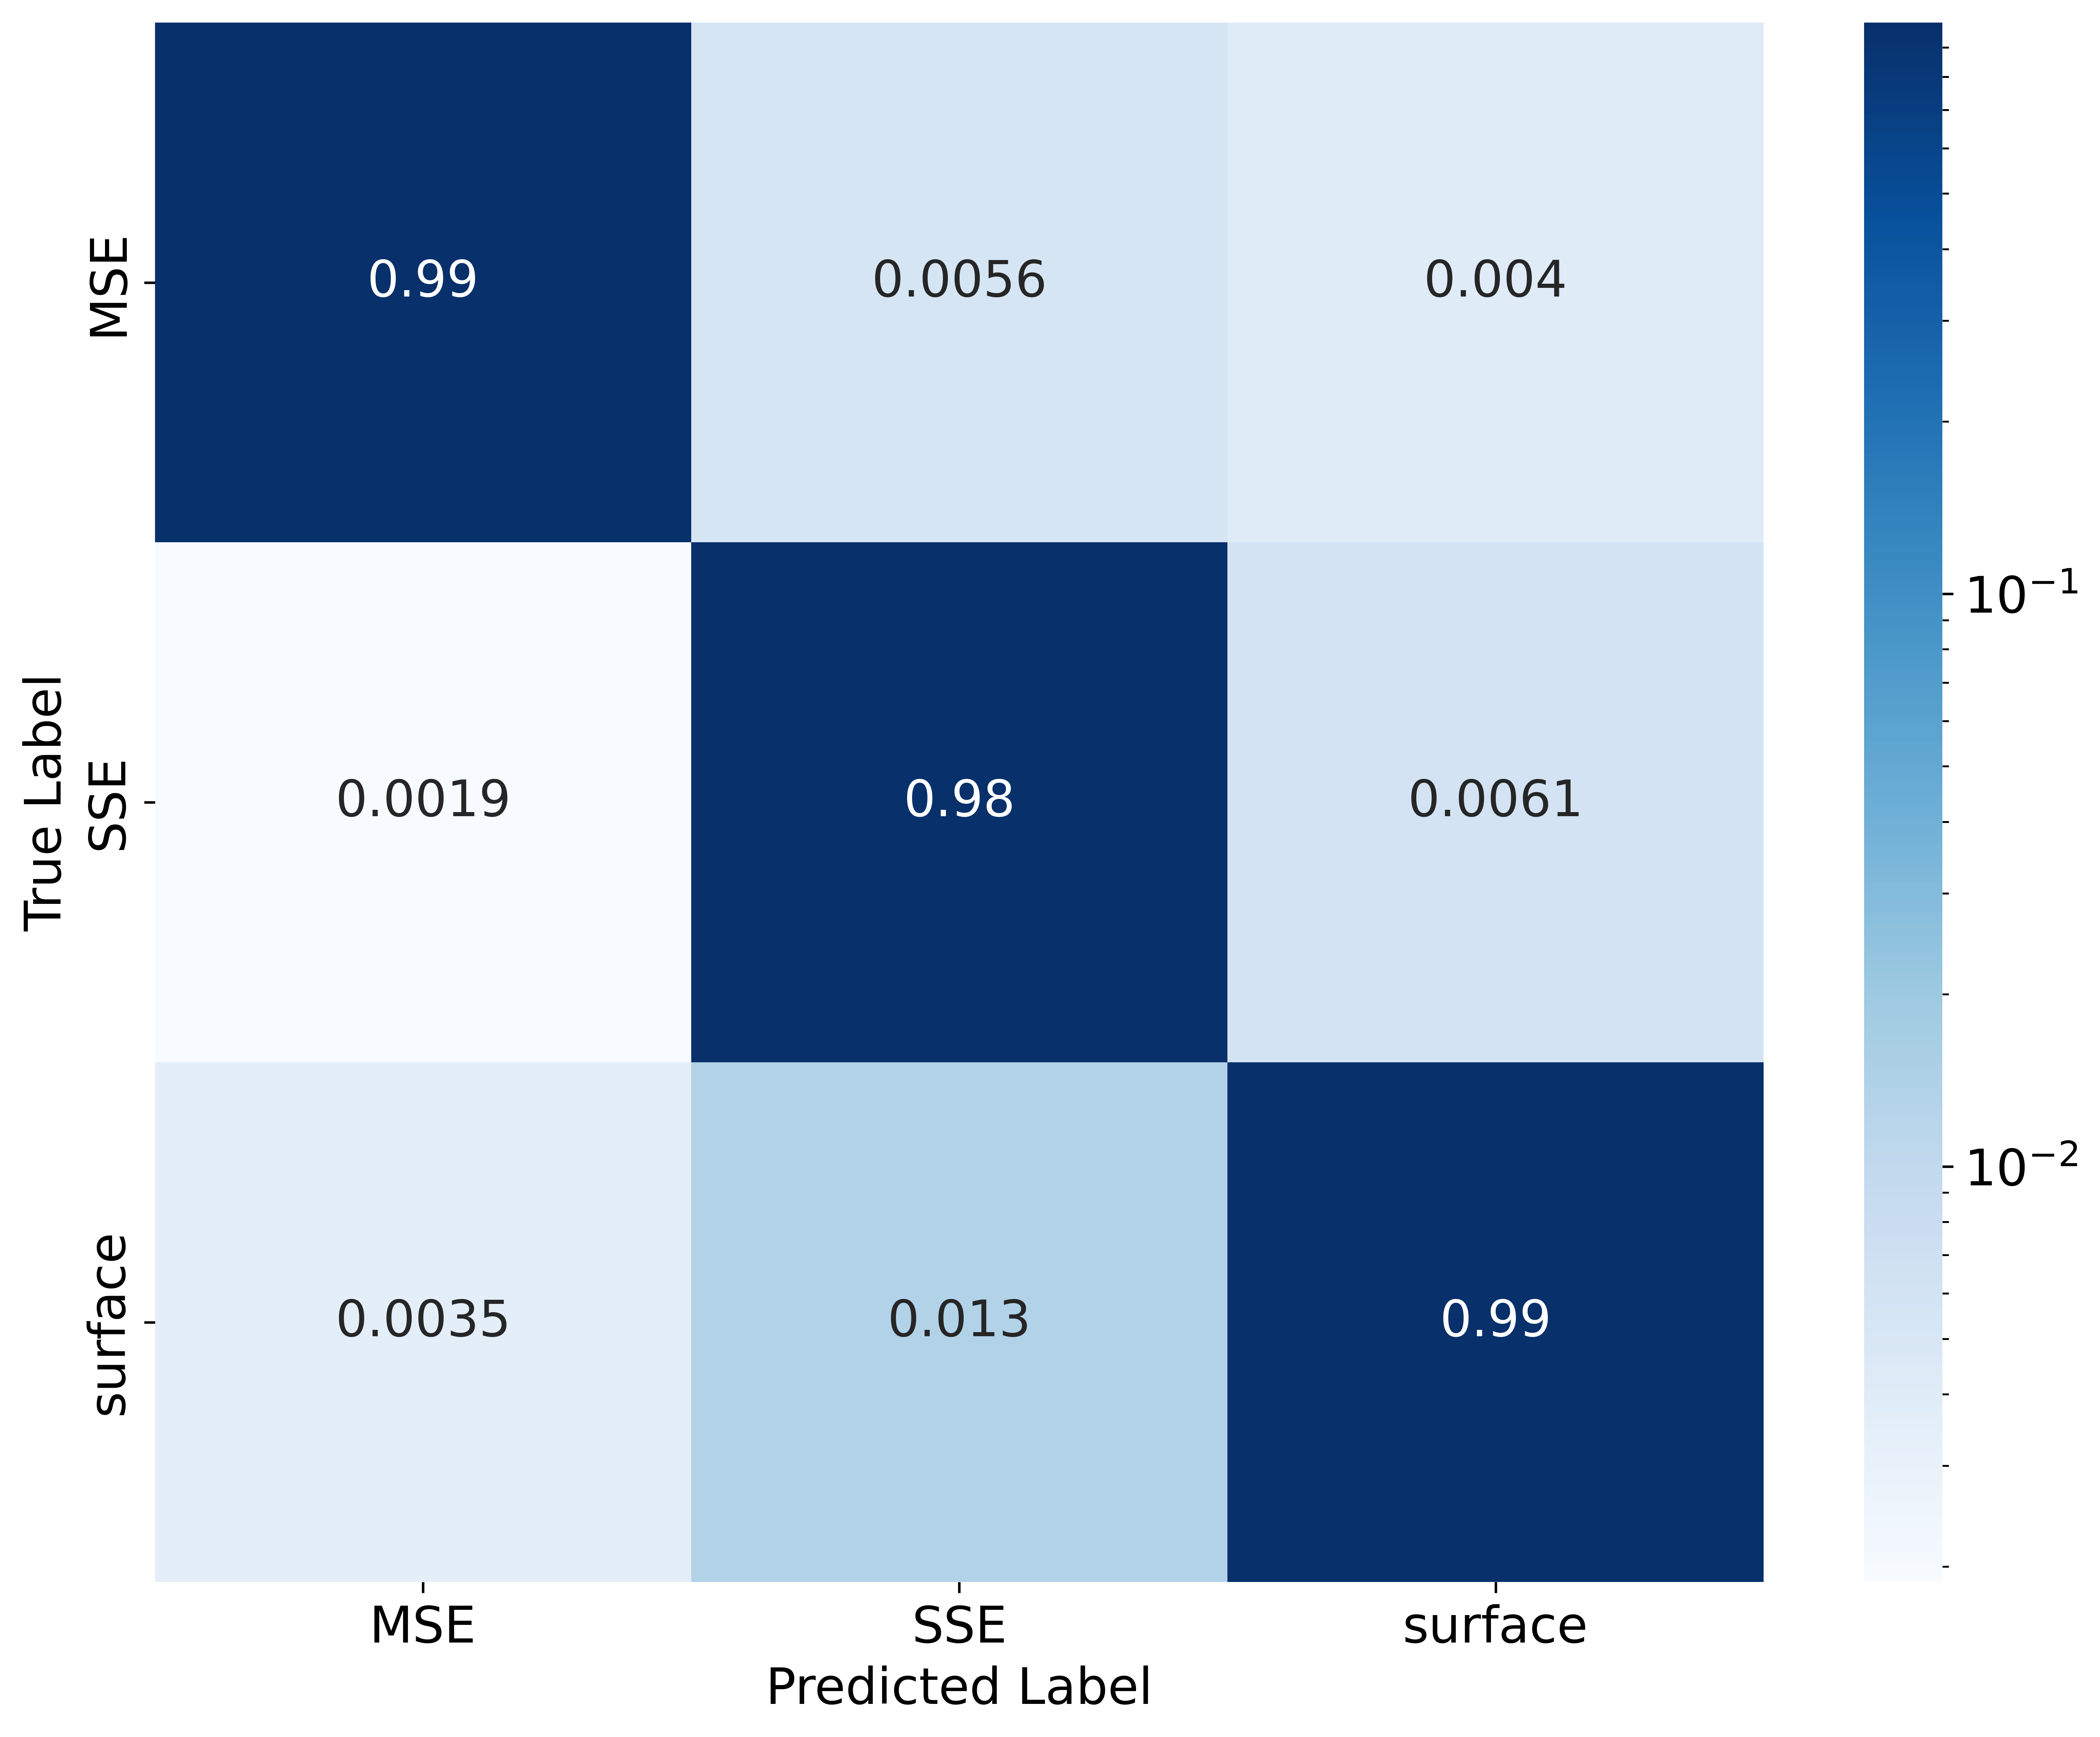 True Label
MSE
0.99
0.0056
0.004
SSE
0.0019
0.98
0.0061
surface
0.0035
0.013
0.99
MSE
SSE
surface
Predicted Label
10⁻¹
10⁻²